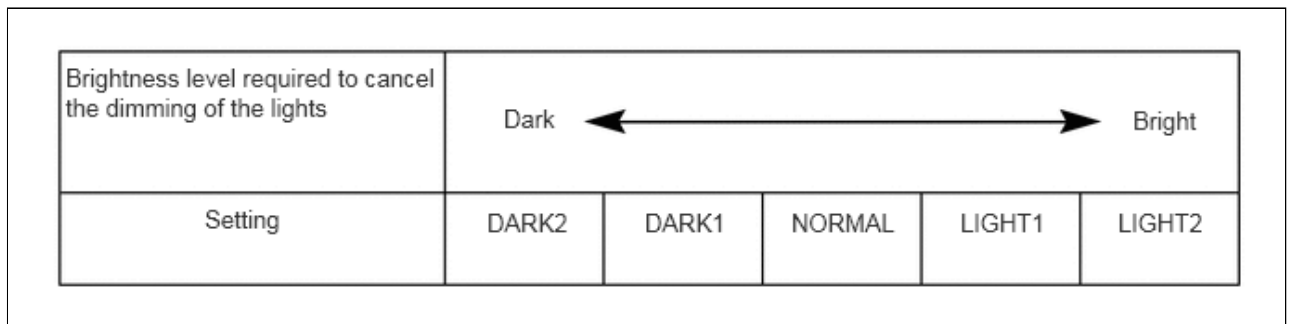 Brightness level required to cancel
the dimming of the lights
Dark
Bright
Setting
DARK2
DARK1
NORMAL
LIGHT1
LIGHT2